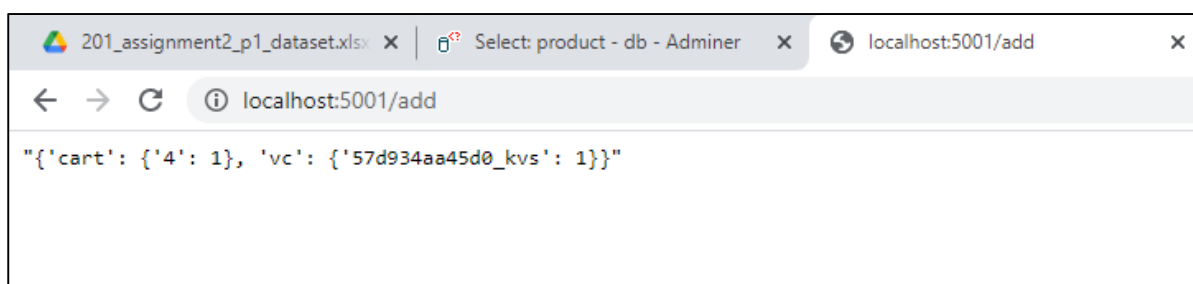 201_assignment2_p1_dataset.xlsx
Select: product - db - Adminer
localhost:5001/add
localhost:5001/add
"{'cart': {'4': 1}, 'vc': {'57d934aa45d0_kvs': 1}}"